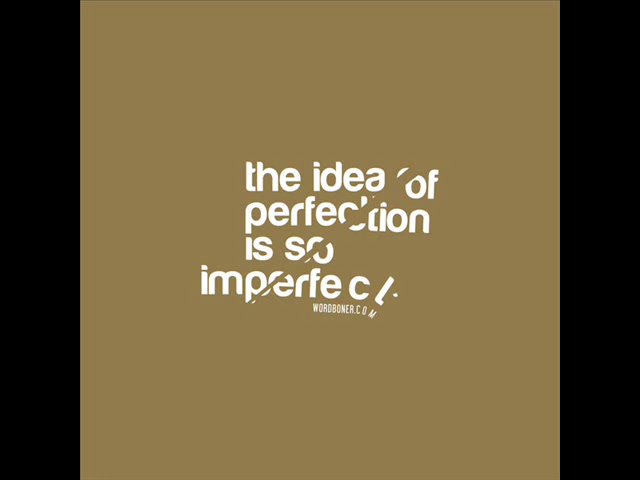 the idea of
perfection
is so
imperfect
WORDBONER.COM